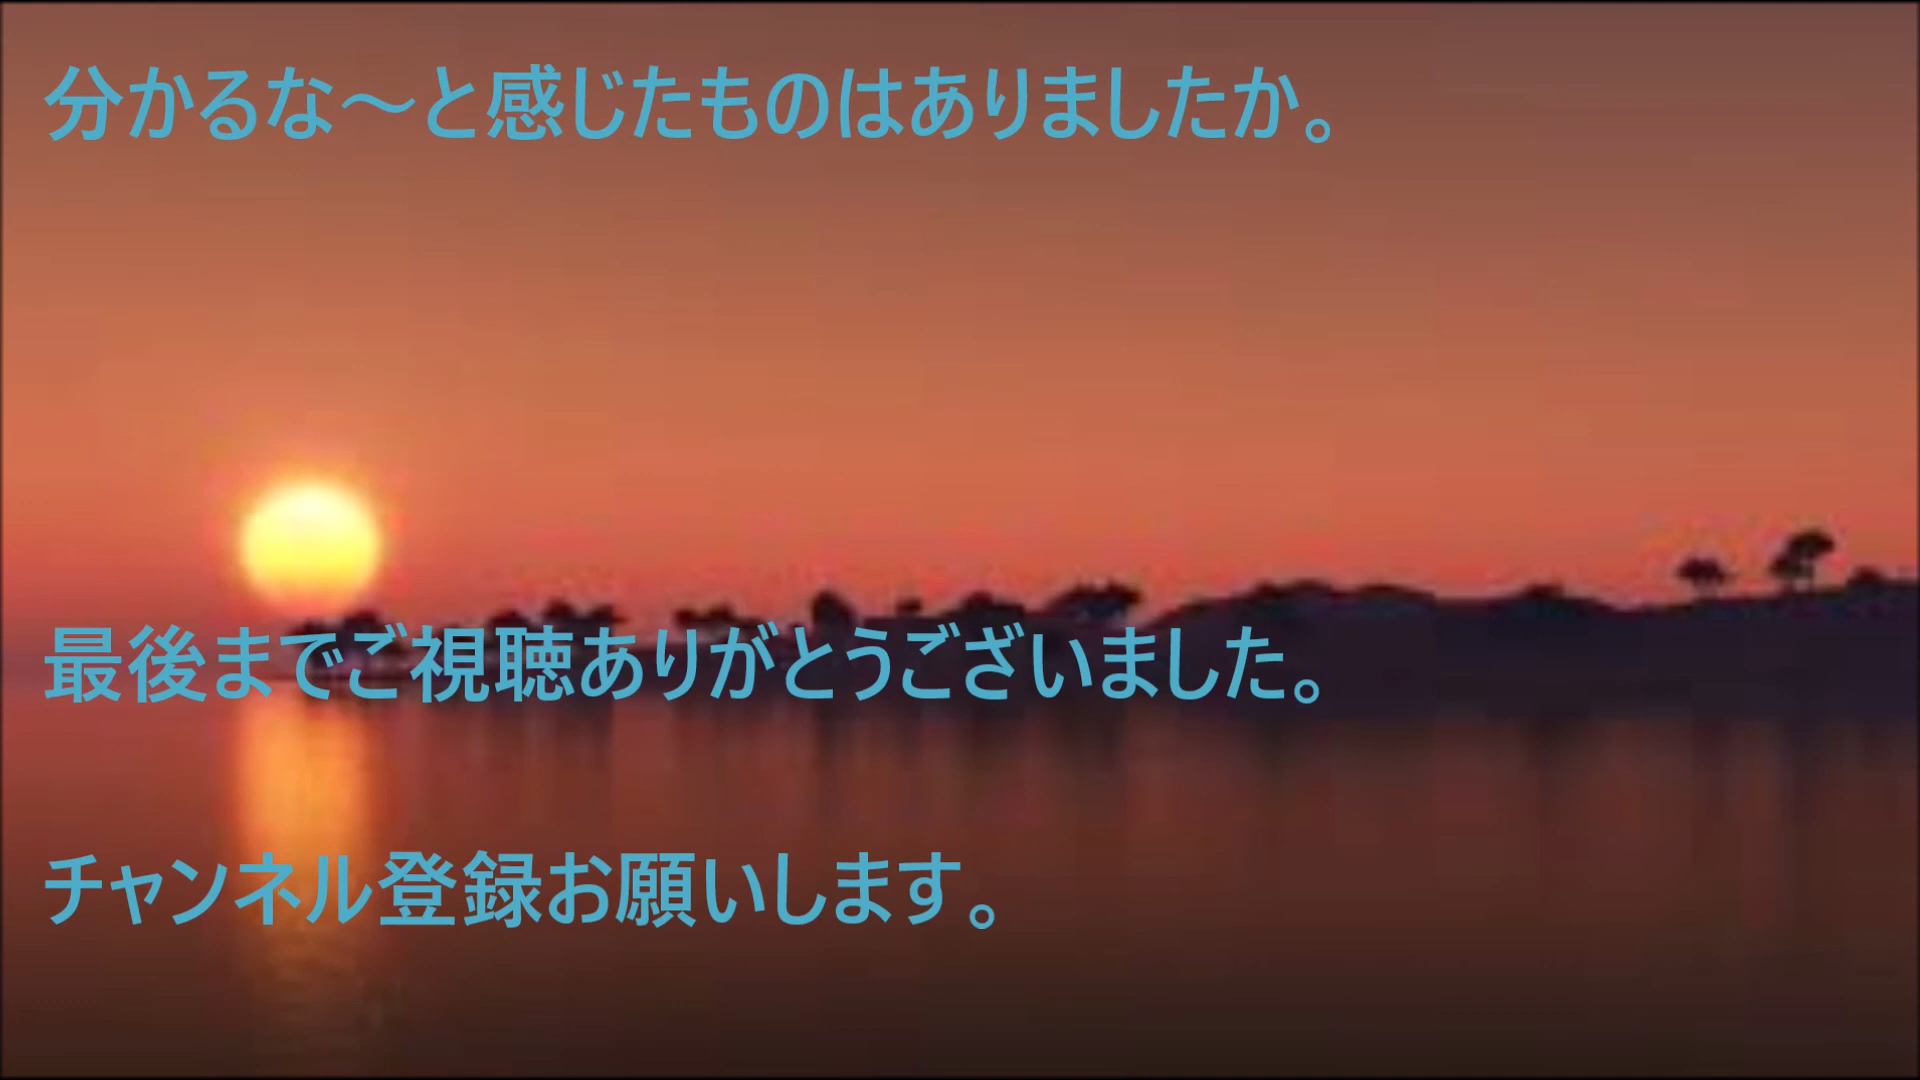 分かるな～と感じたものはありましたか。
最後までご視聴ありがとうございました。
チャンネル登録お願いします。